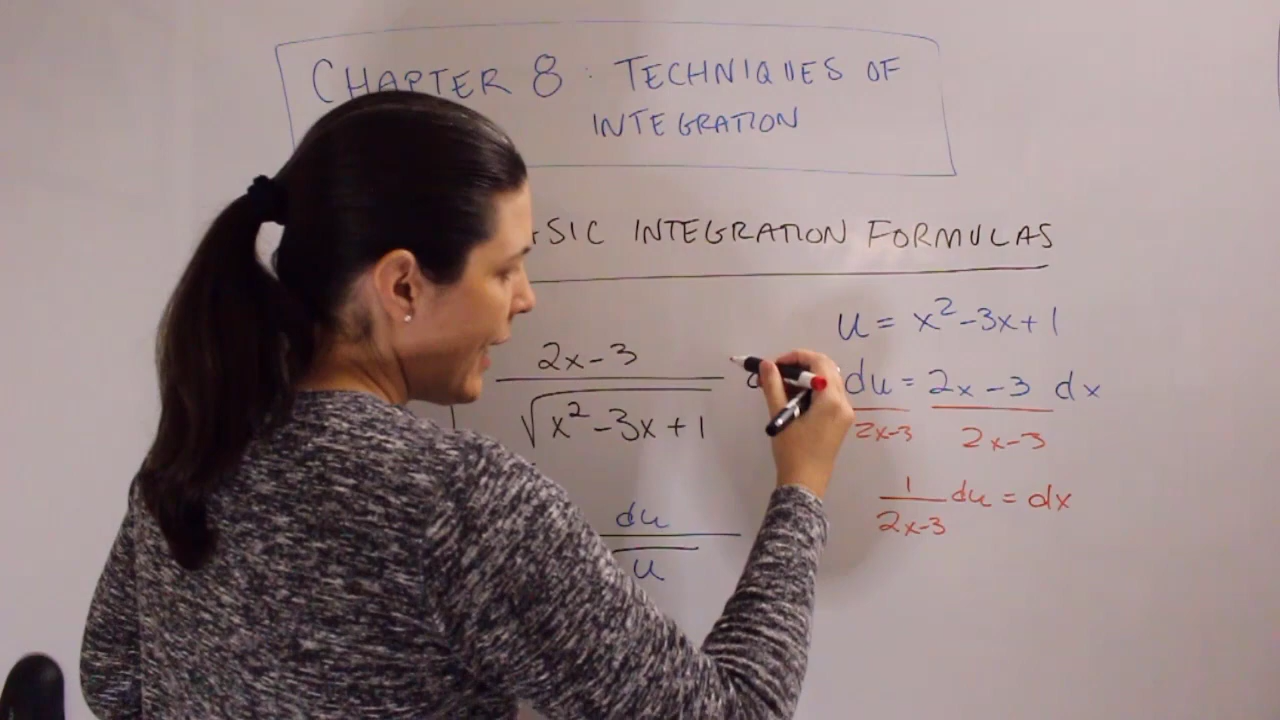 CHAPTER 8: TECHNIQUES OF
INTEGRATION
ASIC INTEGRATION FORMULAS
u = x²-3x+1
2x-3
du = 2x-3 dx
√x²-3x+1
2x-3 2x-3
1
du = dx
2x-3
du
√u